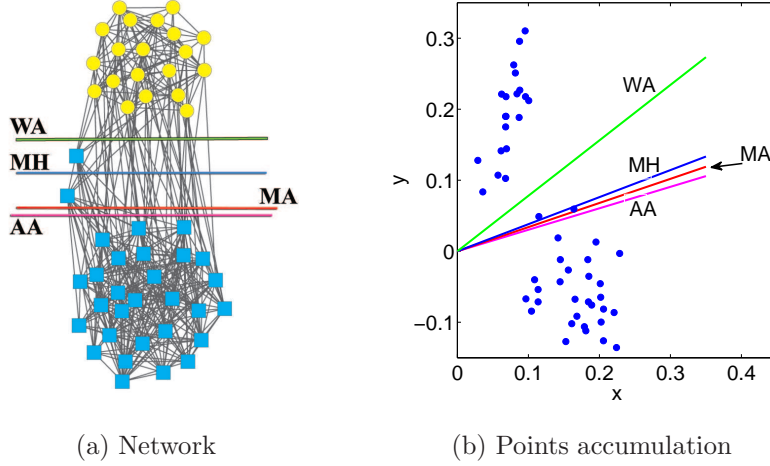 WA
MH
MA
AA
(a) Network
0.3
0.2
0.1
0
−0.1
y
WA
MH
MA
AA
0 0.1 0.2 0.3 0.4
x
(b) Points accumulation